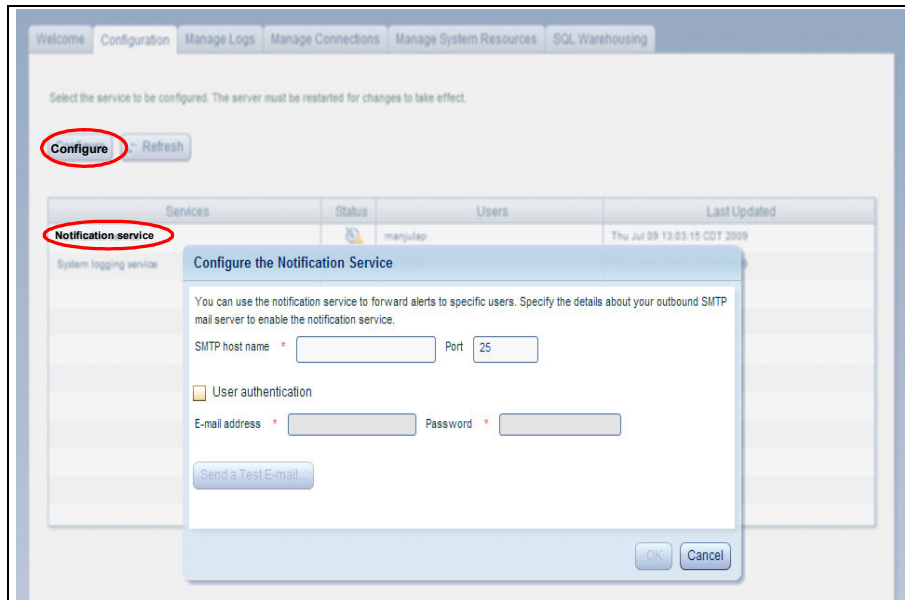 Welcome Configuration Manage Logs Manage Connections Manage System Resources SQL Warehousing
Select the service to be configured. The server must be restarted for changes to take effect.
Configure Refresh
Services Status Users Last Updated
Notification service manjulap Thu Jul 09 13:03:15 CDT 2009
System logging service
Configure the Notification Service
You can use the notification service to forward alerts to specific users. Specify the details about your outbound SMTP
mail server to enable the notification service.
SMTP host name * Port 25
User authentication
E-mail address * Password *
Send a Test E-mail...
OK Cancel